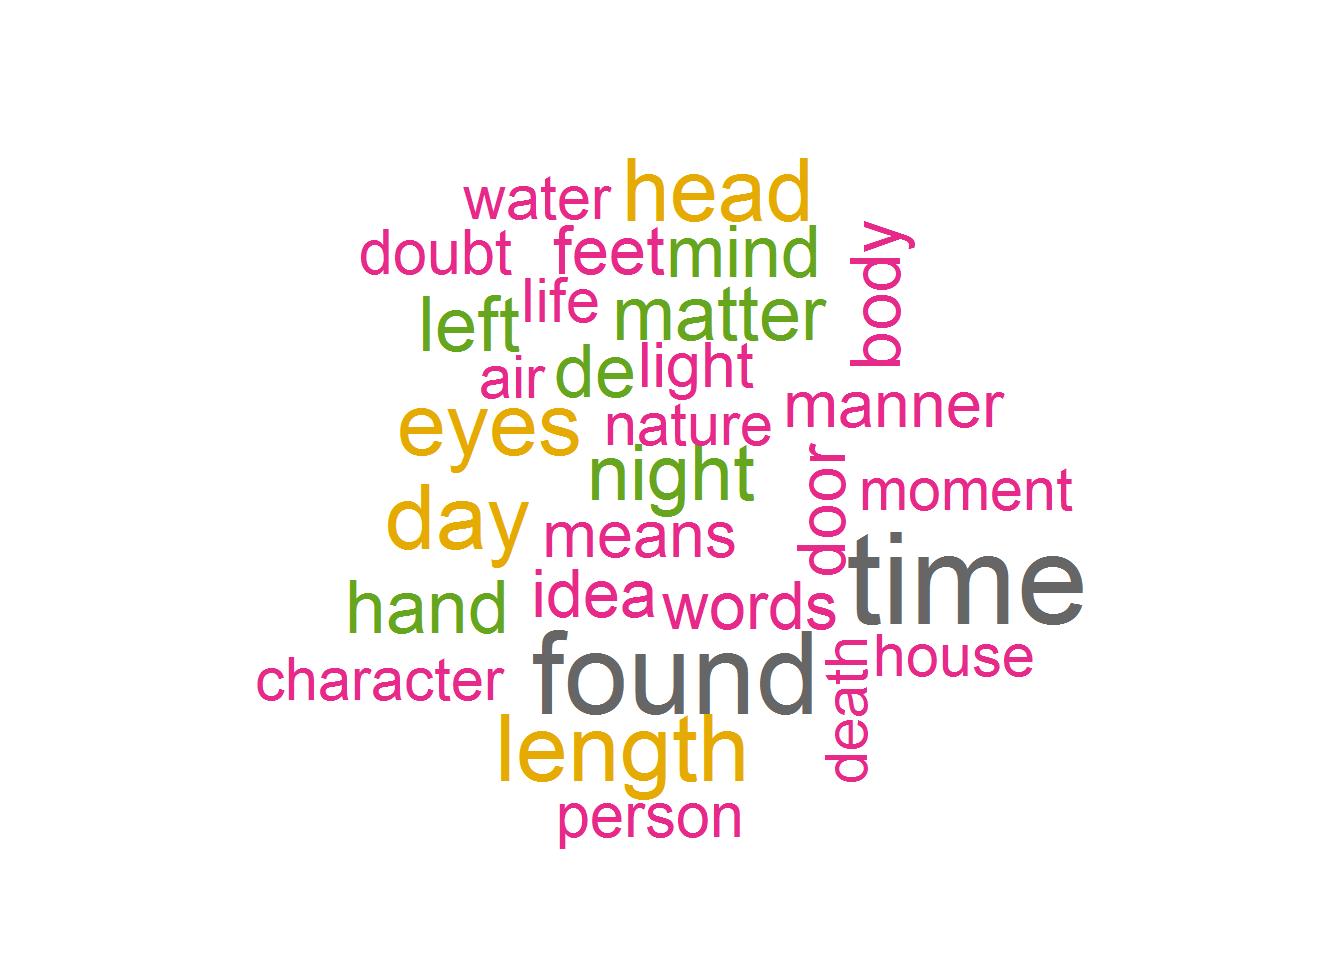 water head
doubt feet mind body
left life matter
air de light
eyes nature manner
night door moment
day means time
hand idea words
character found death house
length
person